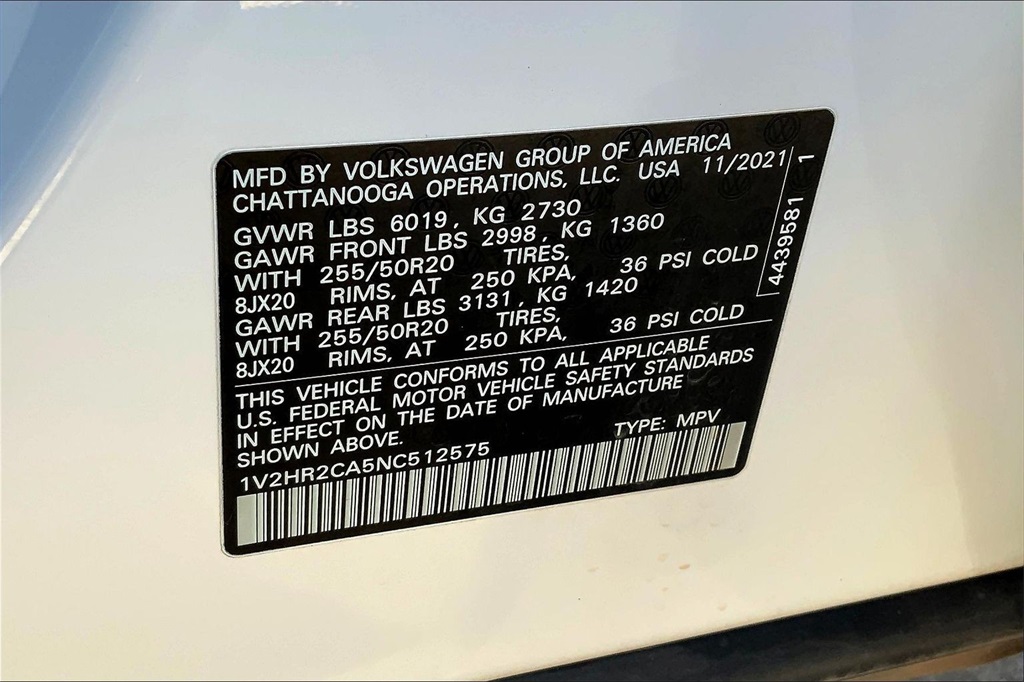 MFD BY VOLKSWAGEN GROUP OF AMERICA
CHATTANOOGA OPERATIONS, LLC. USA 11/2021
GVWR LBS 6019, KG 2730
GAWR FRONT LBS 2998, KG 1360
WITH 255/50R20 TIRES,
8JX20 RIMS, AT 250 KPA, 36 PSI COLD
GAWR REAR LBS 3131, KG 1420
WITH 255/50R20 TIRES,
8JX20 RIMS, AT 250 KPA, 36 PSI COLD
THIS VEHICLE CONFORMS TO ALL APPLICABLE
U.S. FEDERAL MOTOR VEHICLE SAFETY STANDARDS
IN EFFECT ON THE DATE OF MANUFACTURE
SHOWN ABOVE.
TYPE: MPV
1V2HR2CA5NC512575
4439581 1